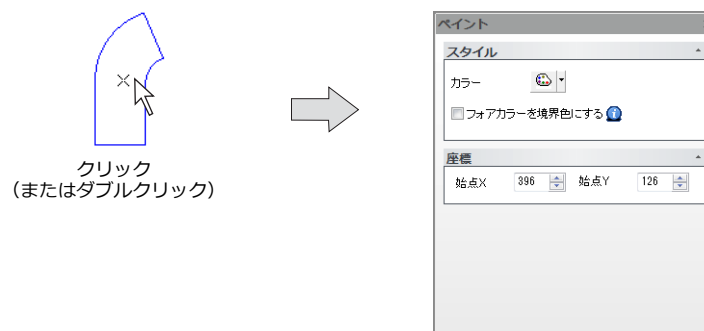 クリック
（またはダブルクリック）
ペイント
スタイル
カラー
フォアカラーを境界色にする
座標
始点X 396 始点Y 126